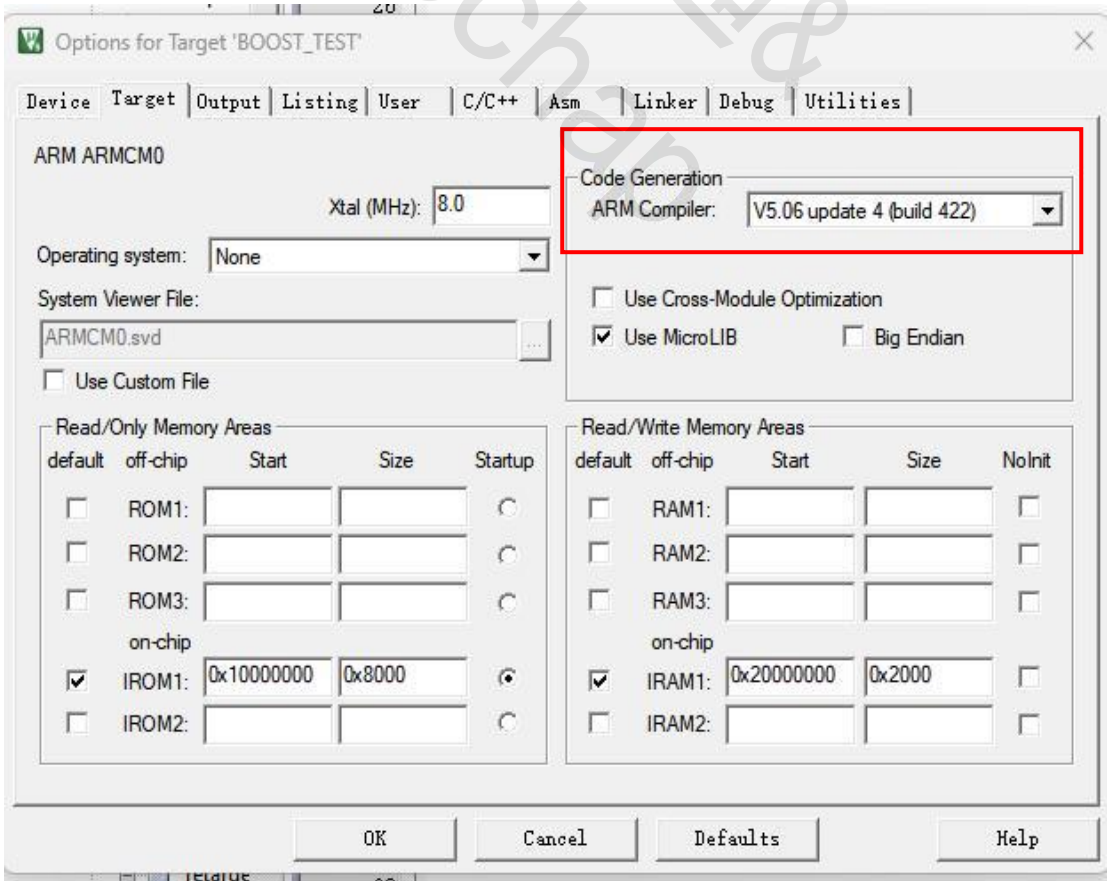 20
Options for Target 'BOOST_TEST'
Device Target Output Listing User C/C++ Asm Linker Debug Utilities
ARM ARMCM0
Xtal (MHz): 8.0
Operating system: None
System Viewer File:
ARMCM0.svd ...
Use Custom File
Code Generation
ARM Compiler: V5.06 update 4 (build 422)
Use Cross-Module Optimization
Use MicroLIB Big Endian
Read/Only Memory Areas
default off-chip Start Size Startup
ROM1:
ROM2:
ROM3:
on-chip
IROM1: 0x10000000 0x8000
IROM2:
Read/Write Memory Areas
default off-chip Start Size NoInit
RAM1:
RAM2:
RAM3:
on-chip
IRAM1: 0x20000000 0x2000
IRAM2:
OK Cancel Defaults Help